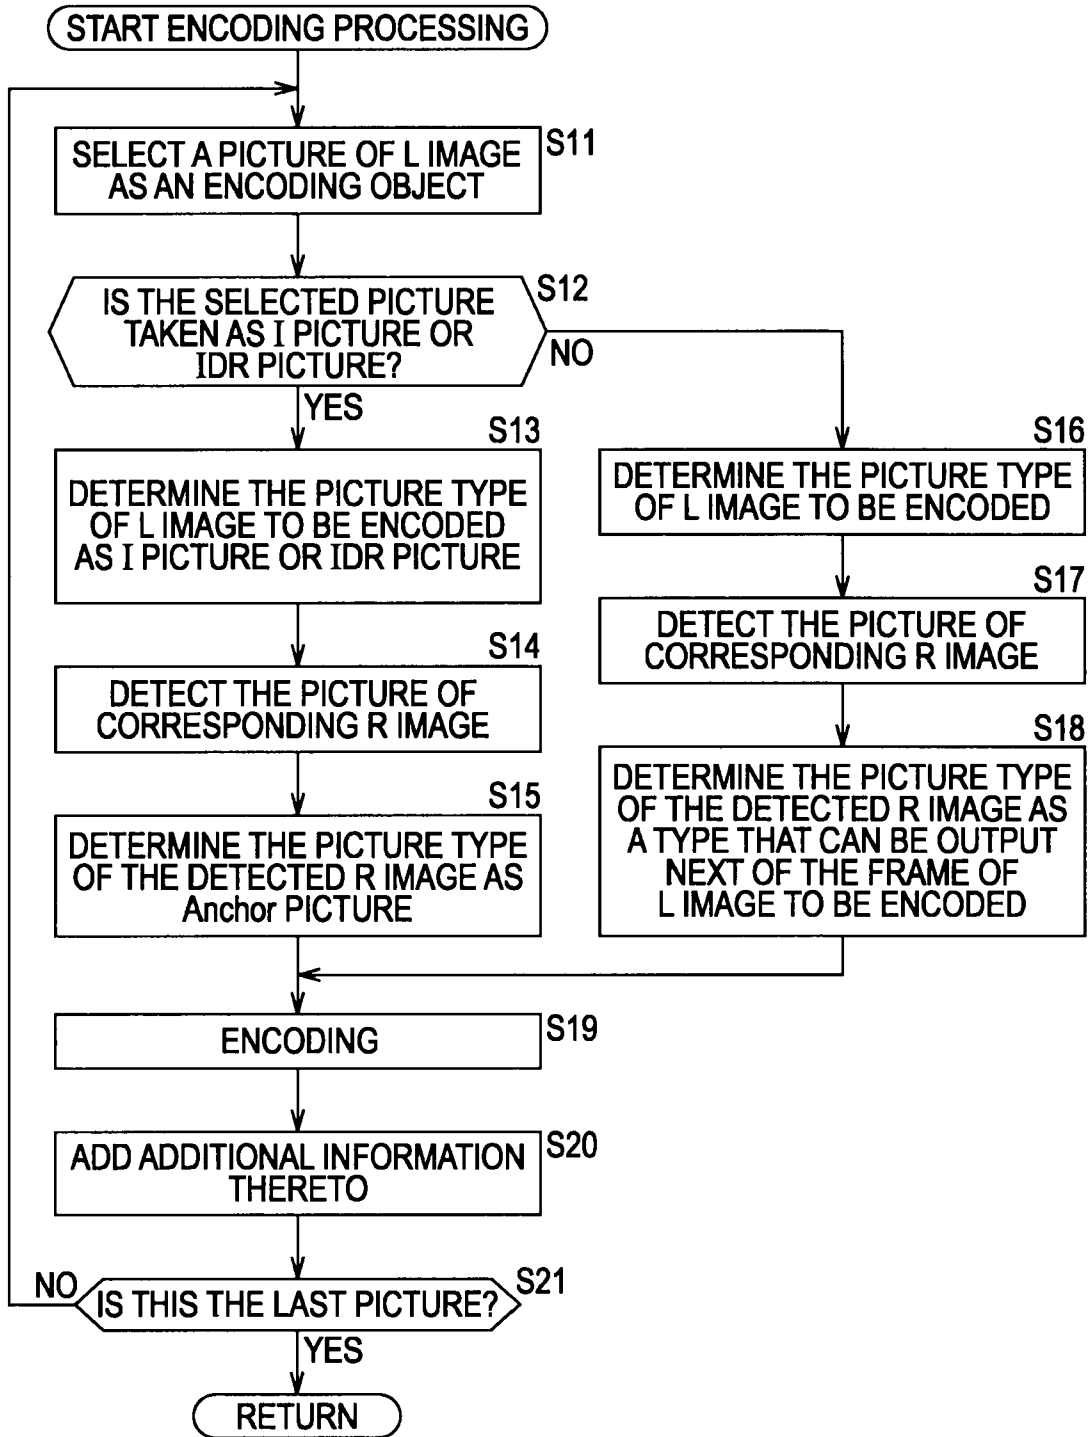 START ENCODING PROCESSING
S11
SELECT A PICTURE OF L IMAGE
AS AN ENCODING OBJECT
S12
IS THE SELECTED PICTURE
TAKEN AS I PICTURE OR
IDR PICTURE?
NO
YES
S13
DETERMINE THE PICTURE TYPE
OF L IMAGE TO BE ENCODED
AS I PICTURE OR IDR PICTURE
S14
DETECT THE PICTURE OF
CORRESPONDING R IMAGE
S15
DETERMINE THE PICTURE TYPE
OF THE DETECTED R IMAGE AS
Anchor PICTURE
S16
DETERMINE THE PICTURE TYPE
OF L IMAGE TO BE ENCODED
S17
DETECT THE PICTURE OF
CORRESPONDING R IMAGE
S18
DETERMINE THE PICTURE TYPE
OF THE DETECTED R IMAGE AS
A TYPE THAT CAN BE OUTPUT
NEXT OF THE FRAME OF
L IMAGE TO BE ENCODED
S19
ENCODING
S20
ADD ADDITIONAL INFORMATION
THERETO
S21
NO
IS THIS THE LAST PICTURE?
YES
RETURN